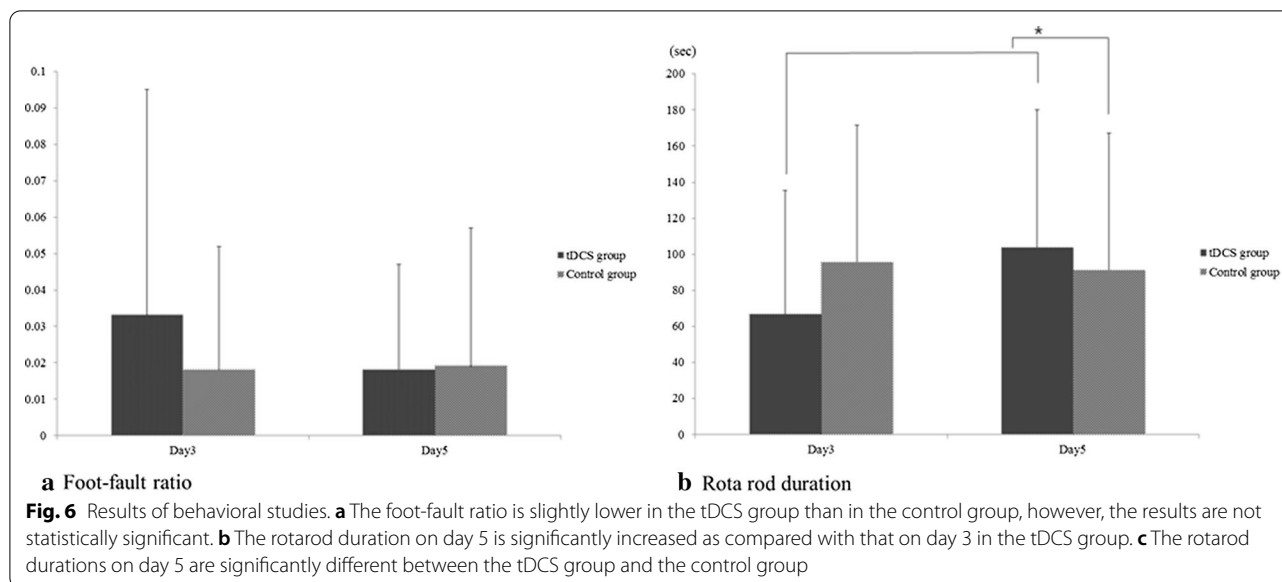 (sec)
*
0.1
0.09
0.08
0.07
0.06
0.05
0.04
0.03
0.02
0.01
0
Day3
Day5
tDCS group
Control group
a Foot-fault ratio
200
180
160
140
120
100
80
60
40
20
0
Day3
Day5
tDCS group
Control group
b Rota rod duration
Fig. 6 Results of behavioral studies. a The foot-fault ratio is slightly lower in the tDCS group than in the control group, however, the results are not
statistically significant. b The rotarod duration on day 5 is significantly increased as compared with that on day 3 in the tDCS group. c The rotarod
durations on day 5 are significantly different between the tDCS group and the control group